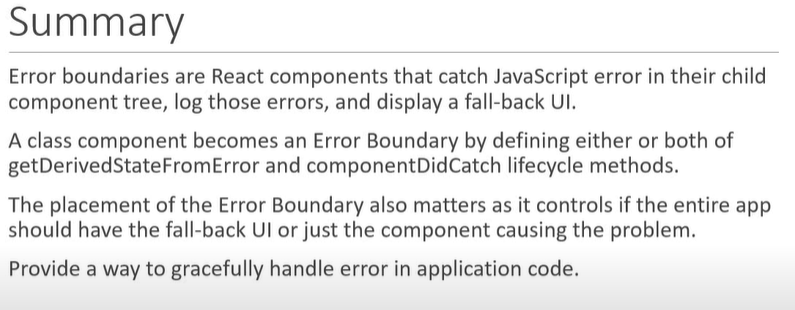 Summary
Error boundaries are React components that catch JavaScript error in their child
component tree, log those errors, and display a fall-back UI.
A class component becomes an Error Boundary by defining either or both of
getDerivedStateFromError and componentDidCatch lifecycle methods.
The placement of the Error Boundary also matters as it controls if the entire app
should have the fall-back UI or just the component causing the problem.
Provide a way to gracefully handle error in application code.